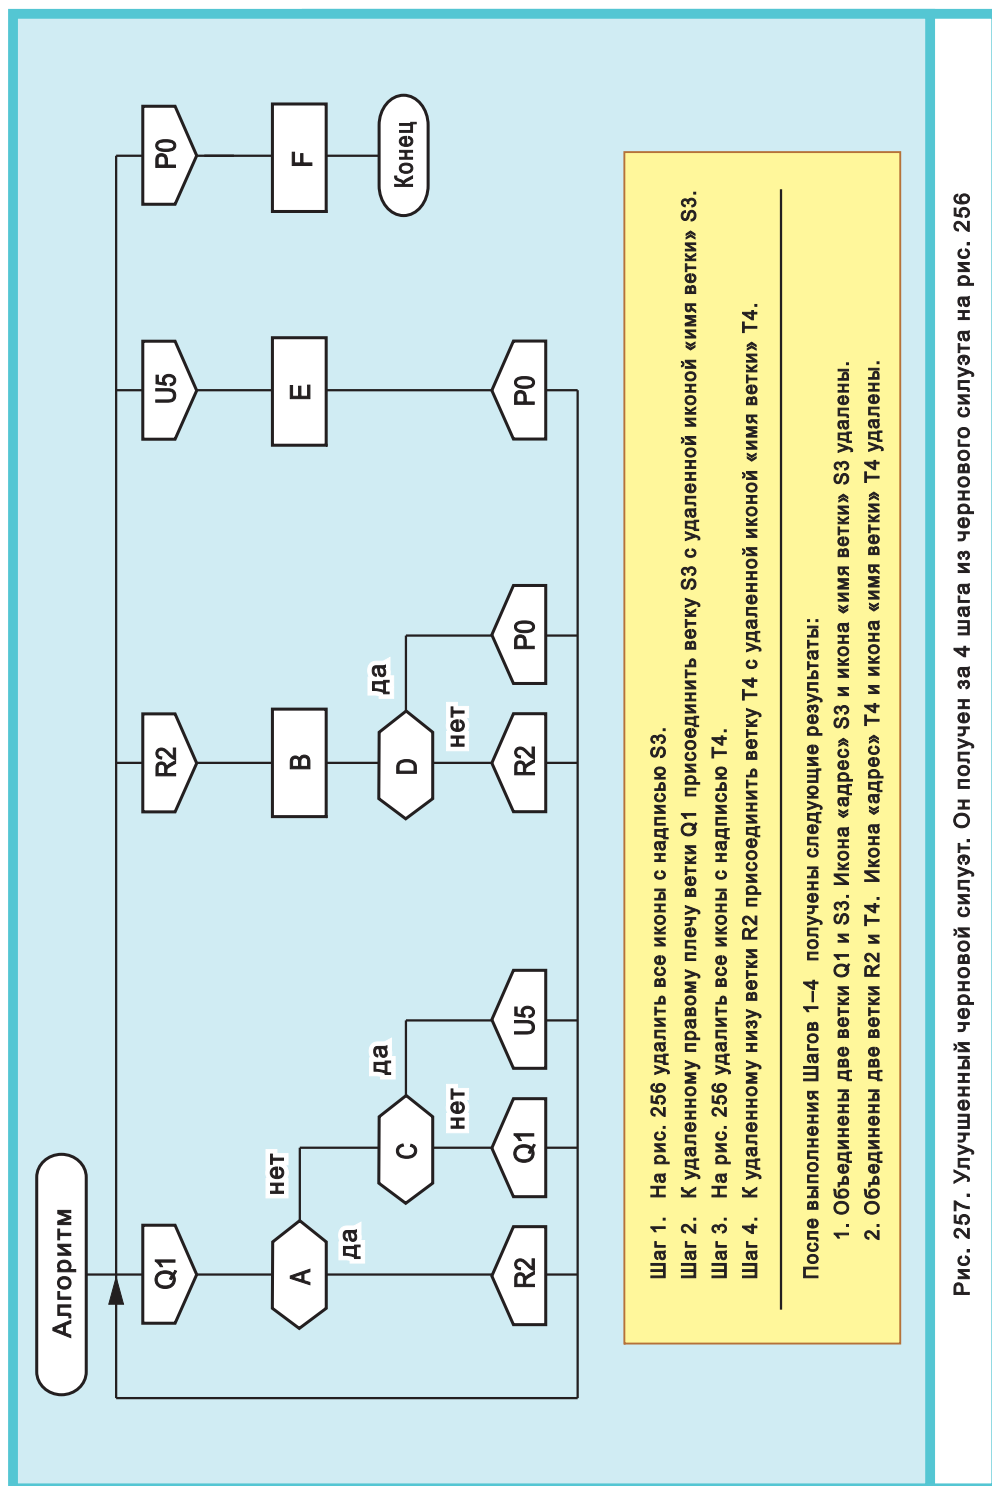 Алгоритм
Q1
R2
U5
P0
A
нет
да
B
E
F
C
да
нет
D
да
нет
Конец
R2
Q1
U5
R2
P0
P0
Шаг 1. На рис. 256 удалить все иконы с надписью S3.
Шаг 2. К удаленному правому плечу ветки Q1 присоединить ветку S3 с удаленной иконой «имя ветки» S3.
Шаг 3. На рис. 256 удалить все иконы с надписью T4.
Шаг 4. К удаленному низу ветки R2 присоединить ветку T4 с удаленной иконой «имя ветки» T4.
После выполнения Шагов 1–4 получены следующие результаты:
1. Объединены две ветки Q1 и S3. Икона «адрес» S3 и икона «имя ветки» S3 удалены.
2. Объединены две ветки R2 и T4. Икона «адрес» T4 и икона «имя ветки» T4 удалены.
Рис. 257. Улучшенный черновой силуэт. Он получен за 4 шага из чернового силуэта на рис. 256